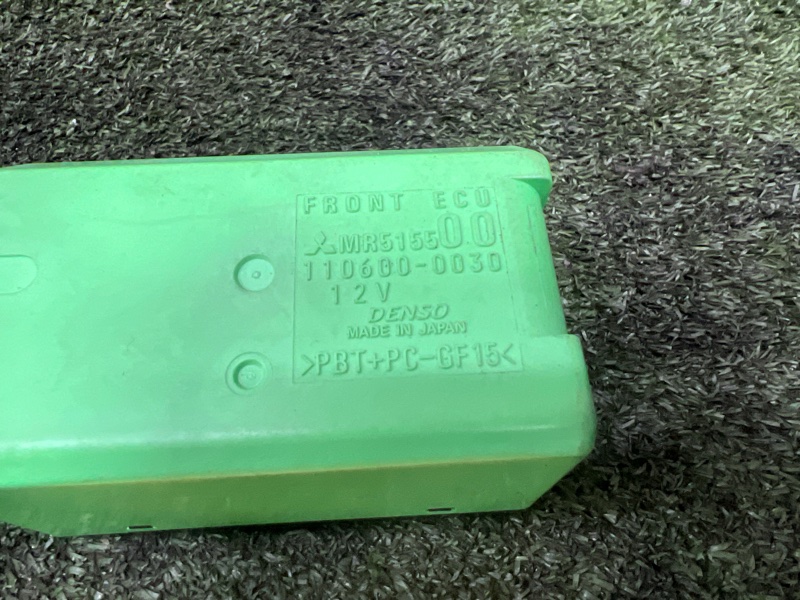 FRONT ECU
MR515500
110600-0030
12V
DENSO
MADE IN JAPAN
>PBT+PC-GF15<